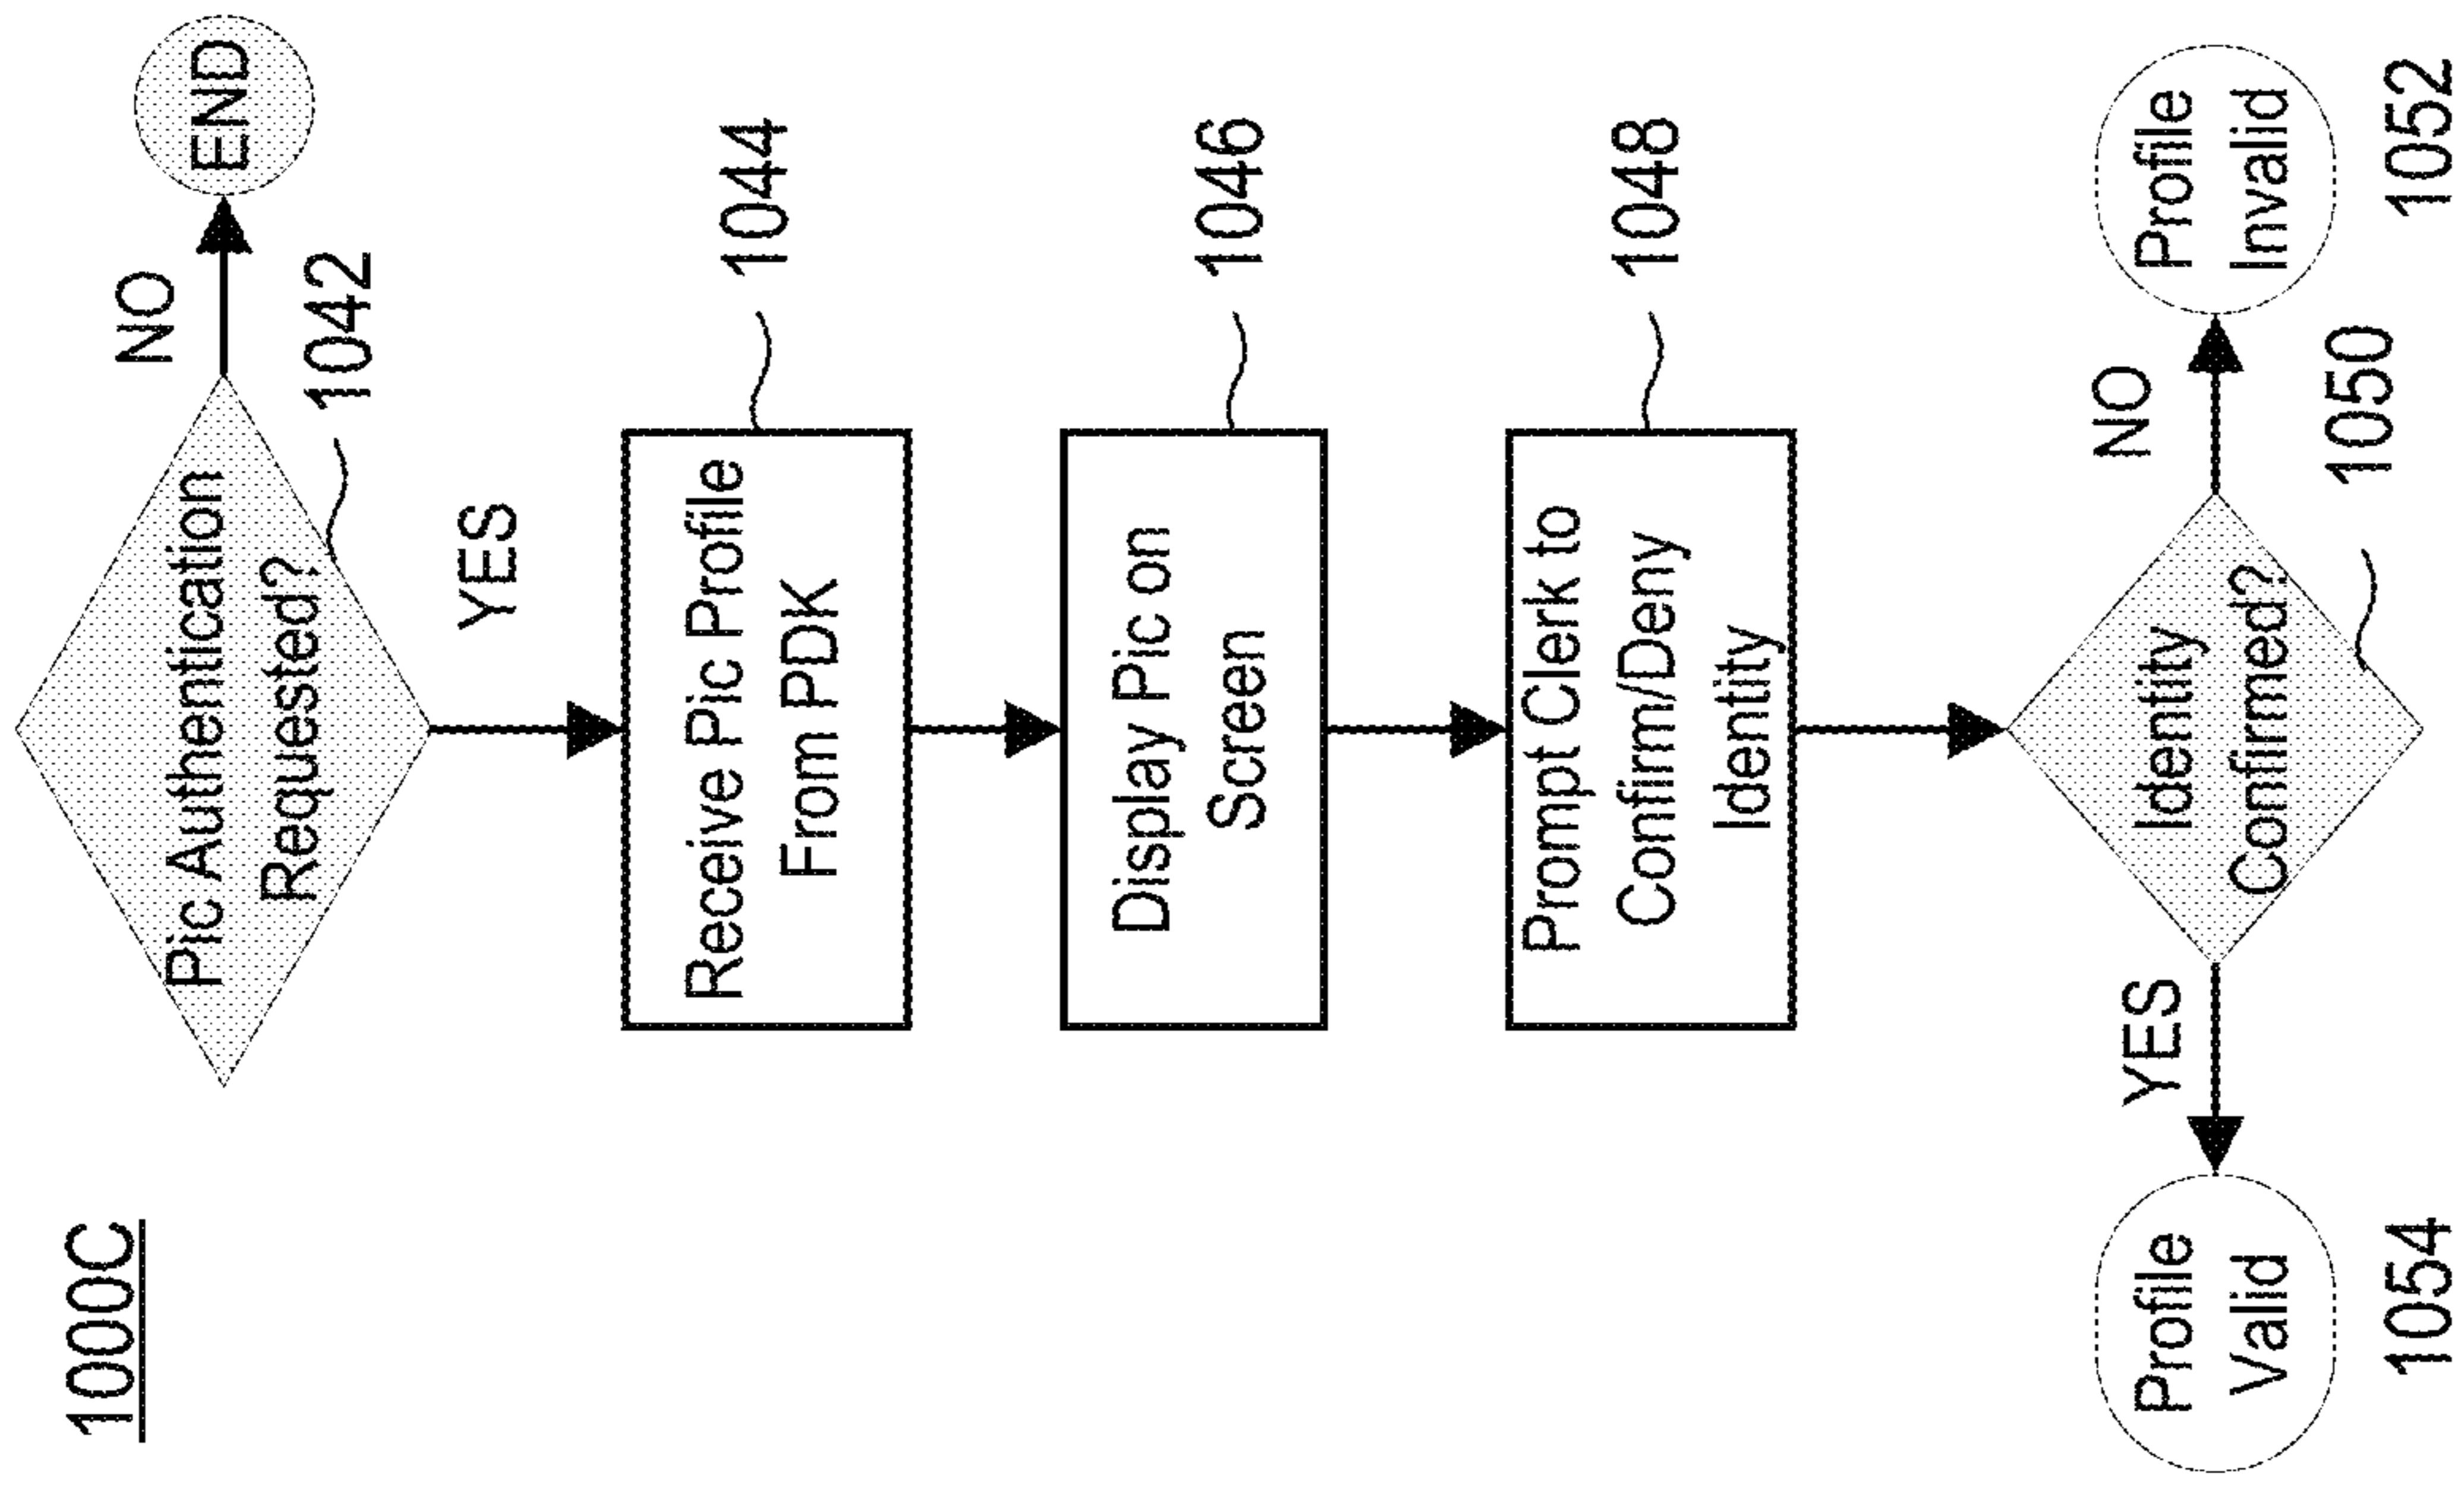 1000C
Pic Authentication
Requested?
1042
NO
END
YES
Receive Pic Profile
From PDK
1044
Display Pic on
Screen
1046
Prompt Clerk to
Confirm/Deny
Identity
1048
Identity
Confirmed?
1050
YES
Profile
Valid
1054
NO
Profile
Invalid
1052